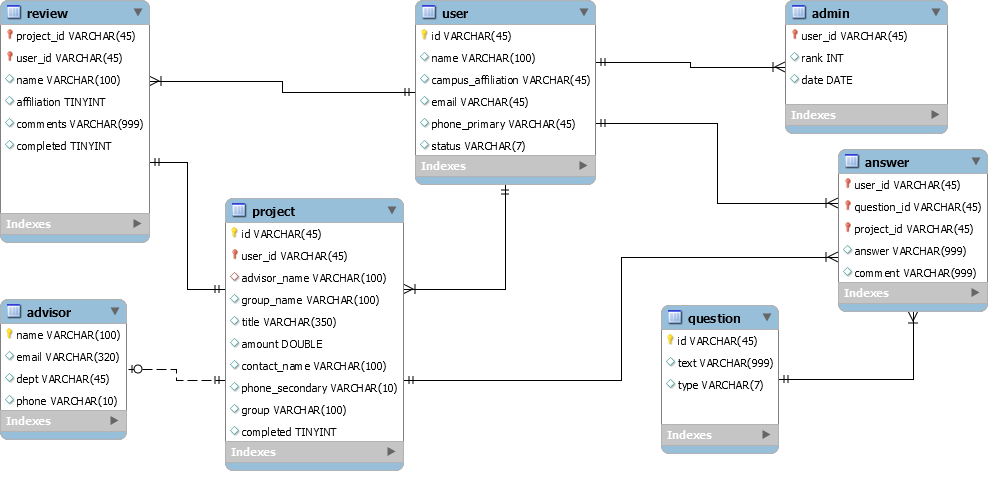 review
project_id VARCHAR(45)
user_id VARCHAR(45)
name VARCHAR(100)
affiliation TINYINT
comments VARCHAR(999)
completed TINYINT
Indexes
user
id VARCHAR(45)
name VARCHAR(100)
campus_affiliation VARCHAR(45)
email VARCHAR(45)
phone_primary VARCHAR(45)
status VARCHAR(7)
Indexes
admin
user_id VARCHAR(45)
rank INT
date DATE
Indexes
answer
user_id VARCHAR(45)
question_id VARCHAR(45)
project_id VARCHAR(45)
answer VARCHAR(999)
comment VARCHAR(999)
Indexes
project
id VARCHAR(45)
user_id VARCHAR(45)
advisor_name VARCHAR(100)
group_name VARCHAR(100)
title VARCHAR(350)
amount DOUBLE
contact_name VARCHAR(100)
phone_secondary VARCHAR(10)
group VARCHAR(100)
completed TINYINT
Indexes
advisor
name VARCHAR(100)
email VARCHAR(320)
dept VARCHAR(45)
phone VARCHAR(10)
Indexes
question
id VARCHAR(45)
text VARCHAR(999)
type VARCHAR(7)
Indexes